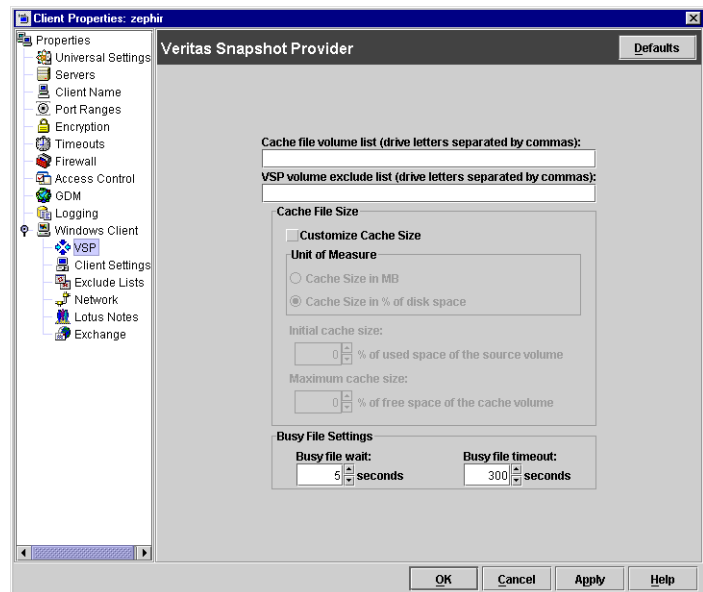 Client Properties: zephir
Properties
Universal Settings
Servers
Client Name
Port Ranges
Encryption
Timeouts
Firewall
Access Control
GDM
Logging
Windows Client
VSP
Client Settings
Exclude Lists
Network
Lotus Notes
Exchange
Veritas Snapshot Provider
Defaults
Cache file volume list (drive letters separated by commas):
VSP volume exclude list (drive letters separated by commas):
Cache File Size
Customize Cache Size
Unit of Measure
Cache Size in MB
Cache Size in % of disk space
Initial cache size:
0 % of used space of the source volume
Maximum cache size:
0 % of free space of the cache volume
Busy File Settings
Busy file wait: Busy file timeout:
5 seconds 300 seconds
OK Cancel Apply Help